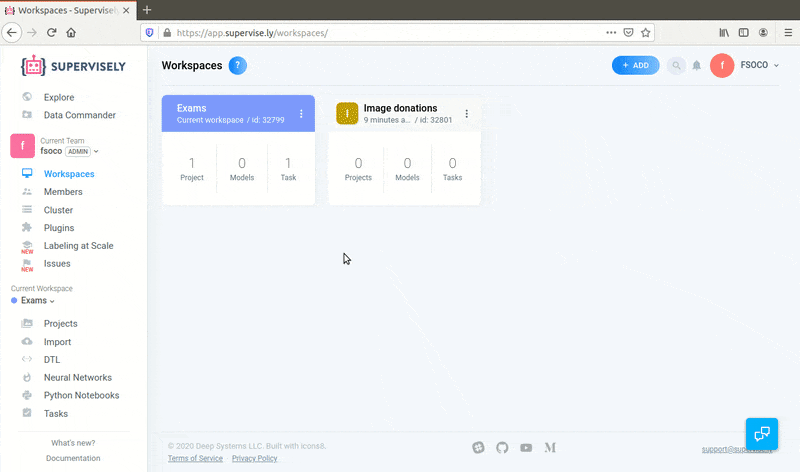 Workspaces - Supervisely
https://app.supervise.ly/workspaces/
SUPERVISELY
Explore
Data Commander
Current Team
f
fsoco ADMIN
Workspaces
Members
Cluster
Plugins
Labeling at Scale
NEW
Issues
NEW
Current Workspace
Exams
Projects
Import
DTL
Neural Networks
Python Notebooks
Tasks
What's new?
Documentation
Workspaces ?
+ ADD
f FSOCO
Exams
Current workspace / id: 32799
1 0 1
Project Models Task
I
Image donations
9 minutes a... / id: 32801
0 0 0
Projects Models Tasks
© 2020 Deep Systems LLC. Built with Icons8.
Terms of Service Privacy Policy
M